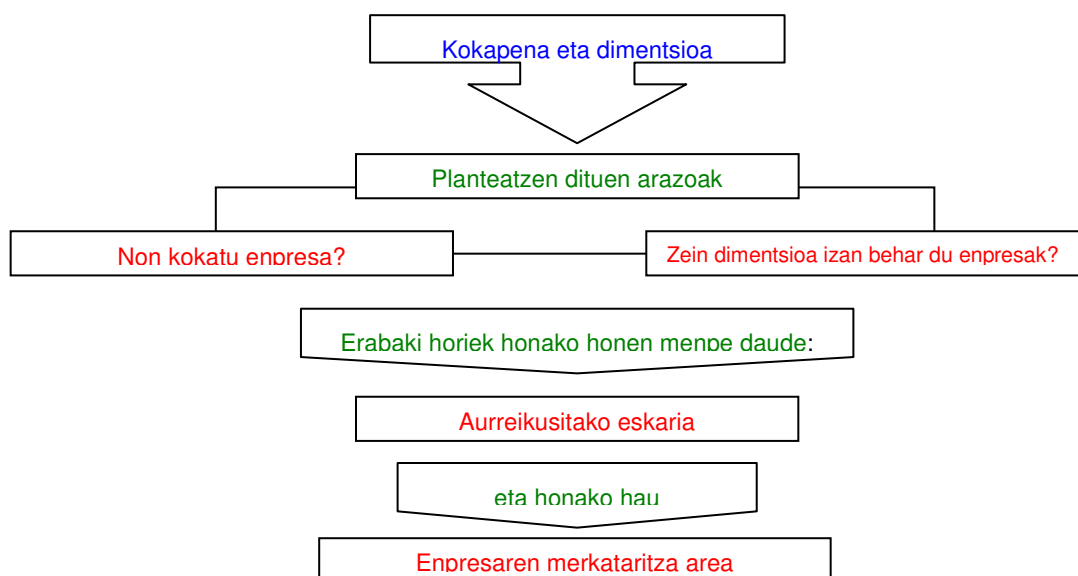 Kokapena eta dimentsioa
Planteatzen dituen arazoak
Non kokatu enpresa?
Zein dimentsioa izan behar du enpresak?
Erabaki horiek honako honen menpe daude:
Aurreikusitako eskaria
eta honako hau
Enpresaren merkataritza area